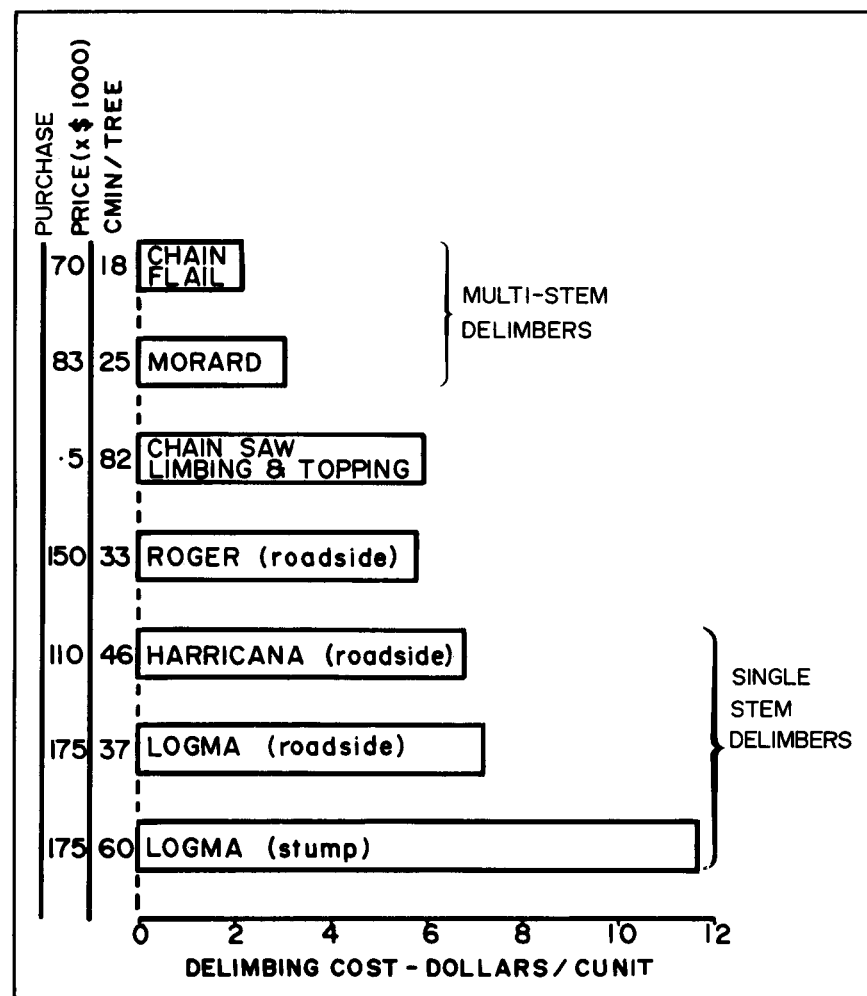 PURCHASE
PRICE (x $ 1000)
CMIN / TREE
70 18 CHAIN
FLAIL
MULTI-STEM
DELIMBERS
83 25 MORARD
.5 82 CHAIN SAW
LIMBING & TOPPING
150 33 ROGER (roadside)
110 46 HARRICANA (roadside)
175 37 LOGMA (roadside)
SINGLE
STEM
DELIMBERS
175 60 LOGMA (stump)
0 2 4 6 8 10 12
DELIMBING COST - DOLLARS / CUNIT